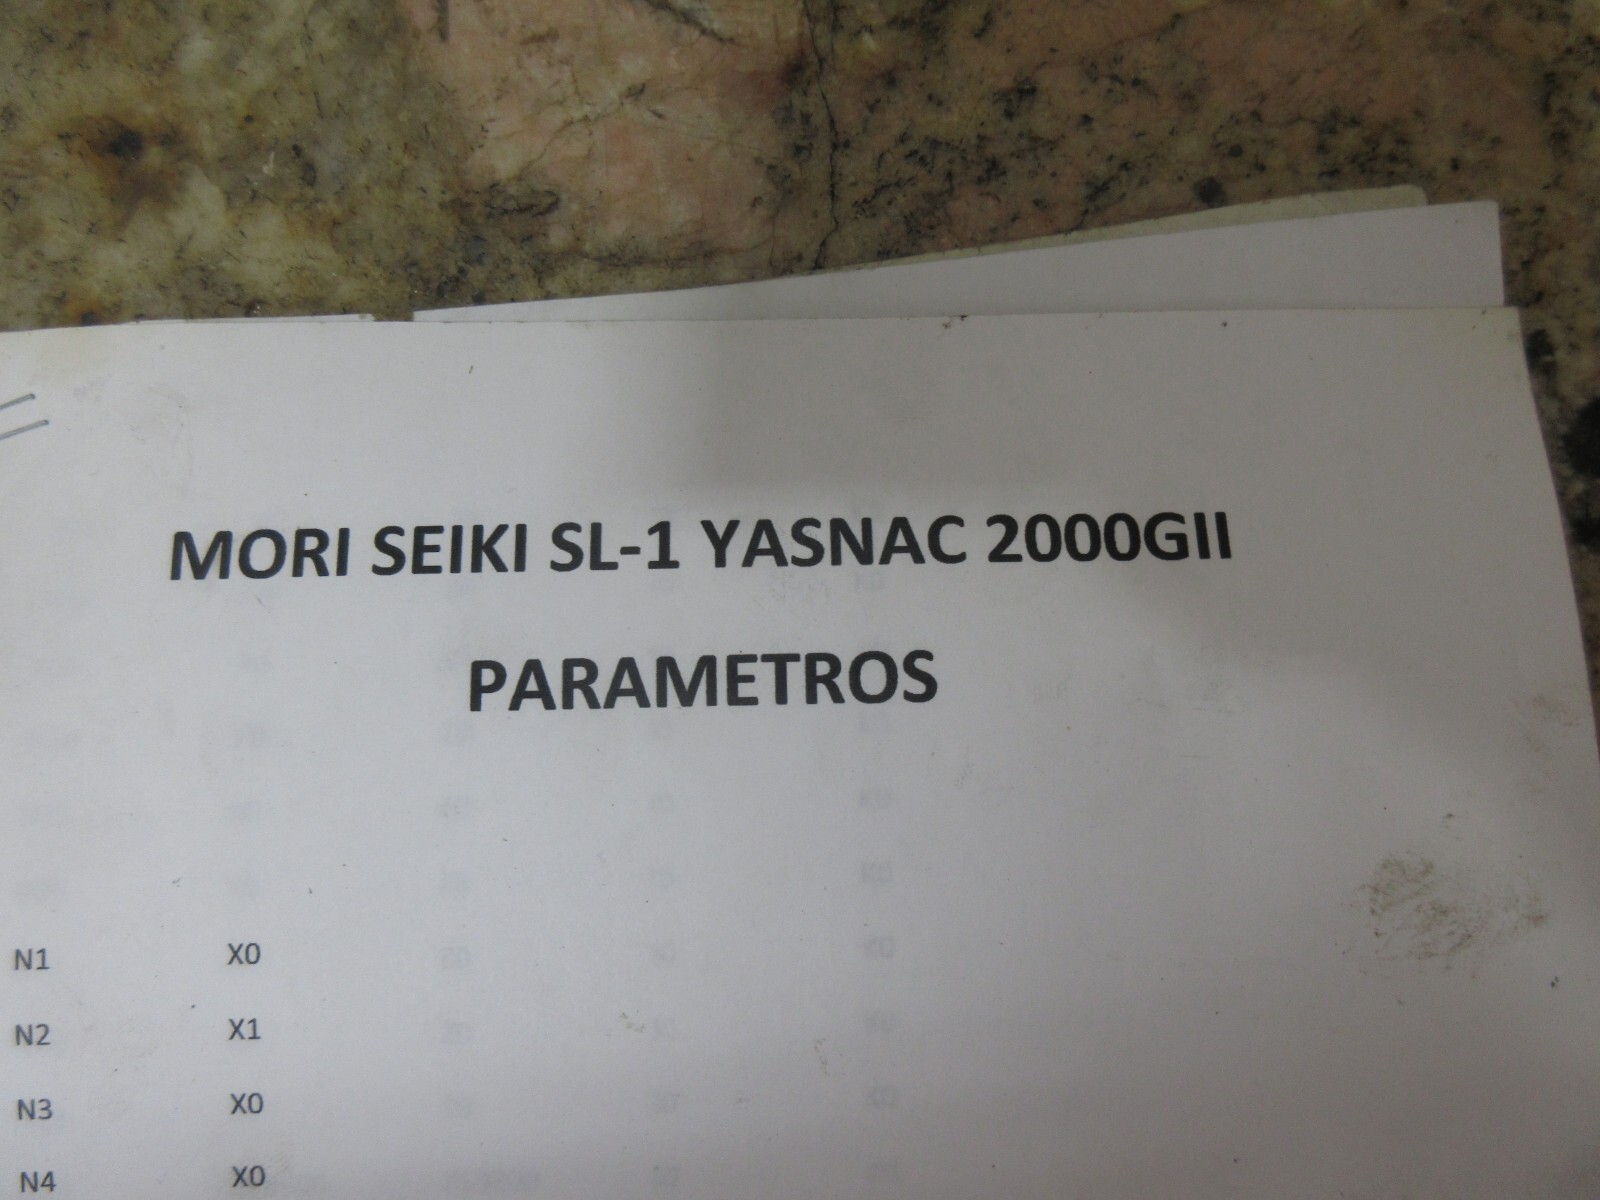 MORI SEIKI SL-1 YASNAC 2000GII
PARAMETROS
N1 X0
N2 X1
N3 X0
N4 X0